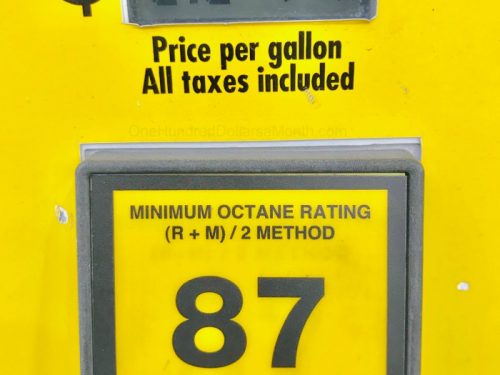 $
Price per gallon
All taxes included
OneHundredDollarsaMonth.com
MINIMUM OCTANE RATING
(R + M) / 2 METHOD
87